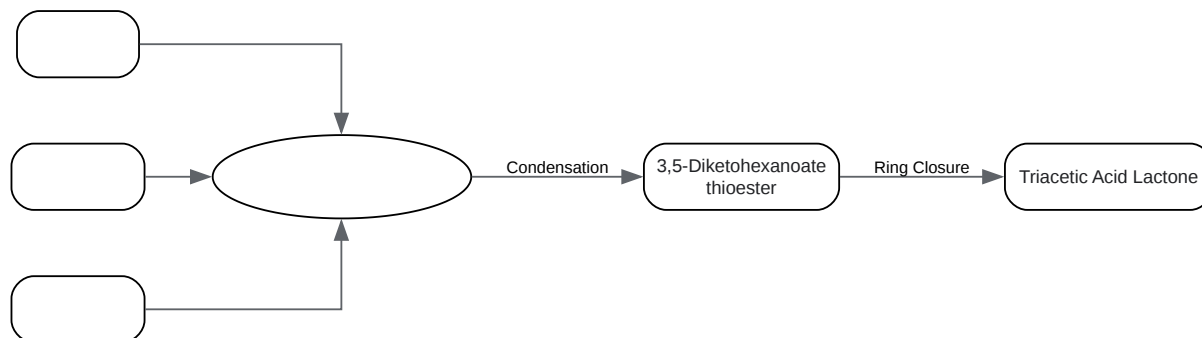 Condensation
3,5-Diketohexanoate
thioester
Ring Closure
Triacetic Acid Lactone